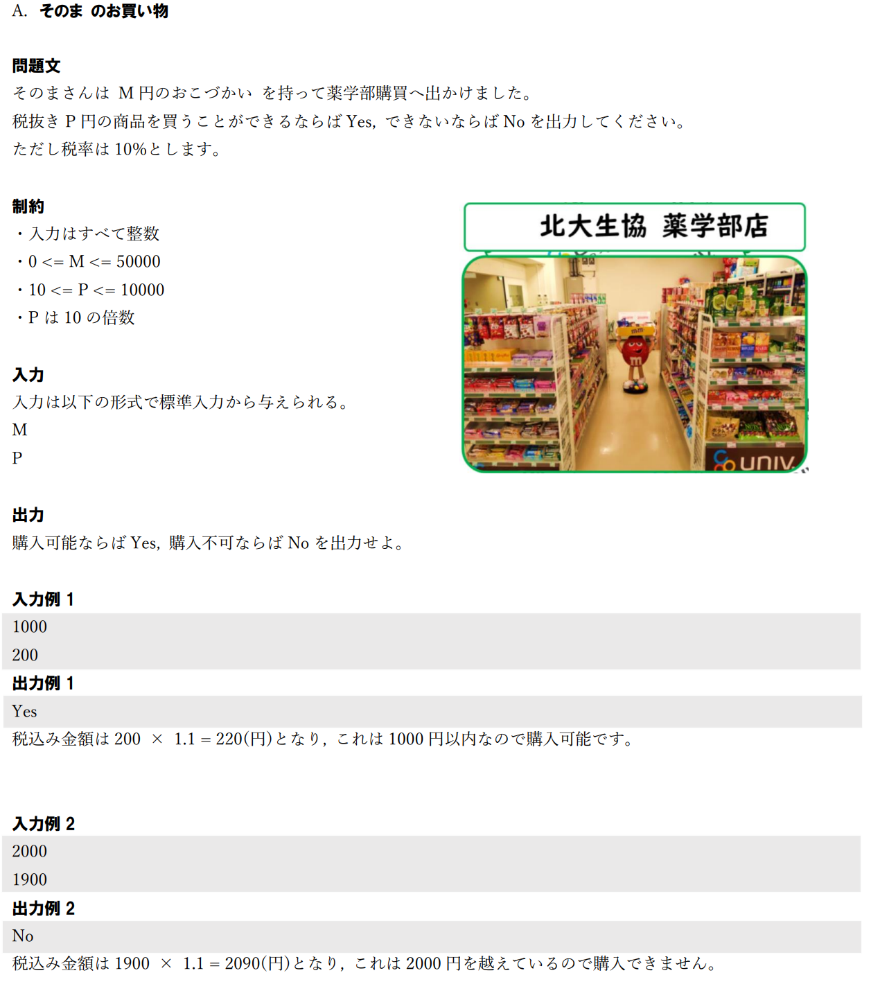 A. そのま のお買い物
問題文
そのまさんは M 円のおこづかい を持って薬学部購買へ出かけました。
税抜き P 円の商品を買うことができるならば Yes, できないならば No を出力してください。
ただし税率は 10%とします。
制約
・入力はすべて整数
・0 <= M <= 50000
・10 <= P <= 10000
・P は 10 の倍数
北大生協 薬学部店
m&m's
m
univ.
入力
入力は以下の形式で標準入力から与えられる。
M
P
出力
購入可能ならば Yes, 購入不可ならば No を出力せよ。
入力例 1
1000
200
出力例 1
Yes
税込み金額は 200 × 1.1 = 220(円)となり, これは 1000 円以内なので購入可能です。
入力例 2
2000
1900
出力例 2
No
税込み金額は 1900 × 1.1 = 2090(円)となり, これは 2000 円を越えているので購入できません。